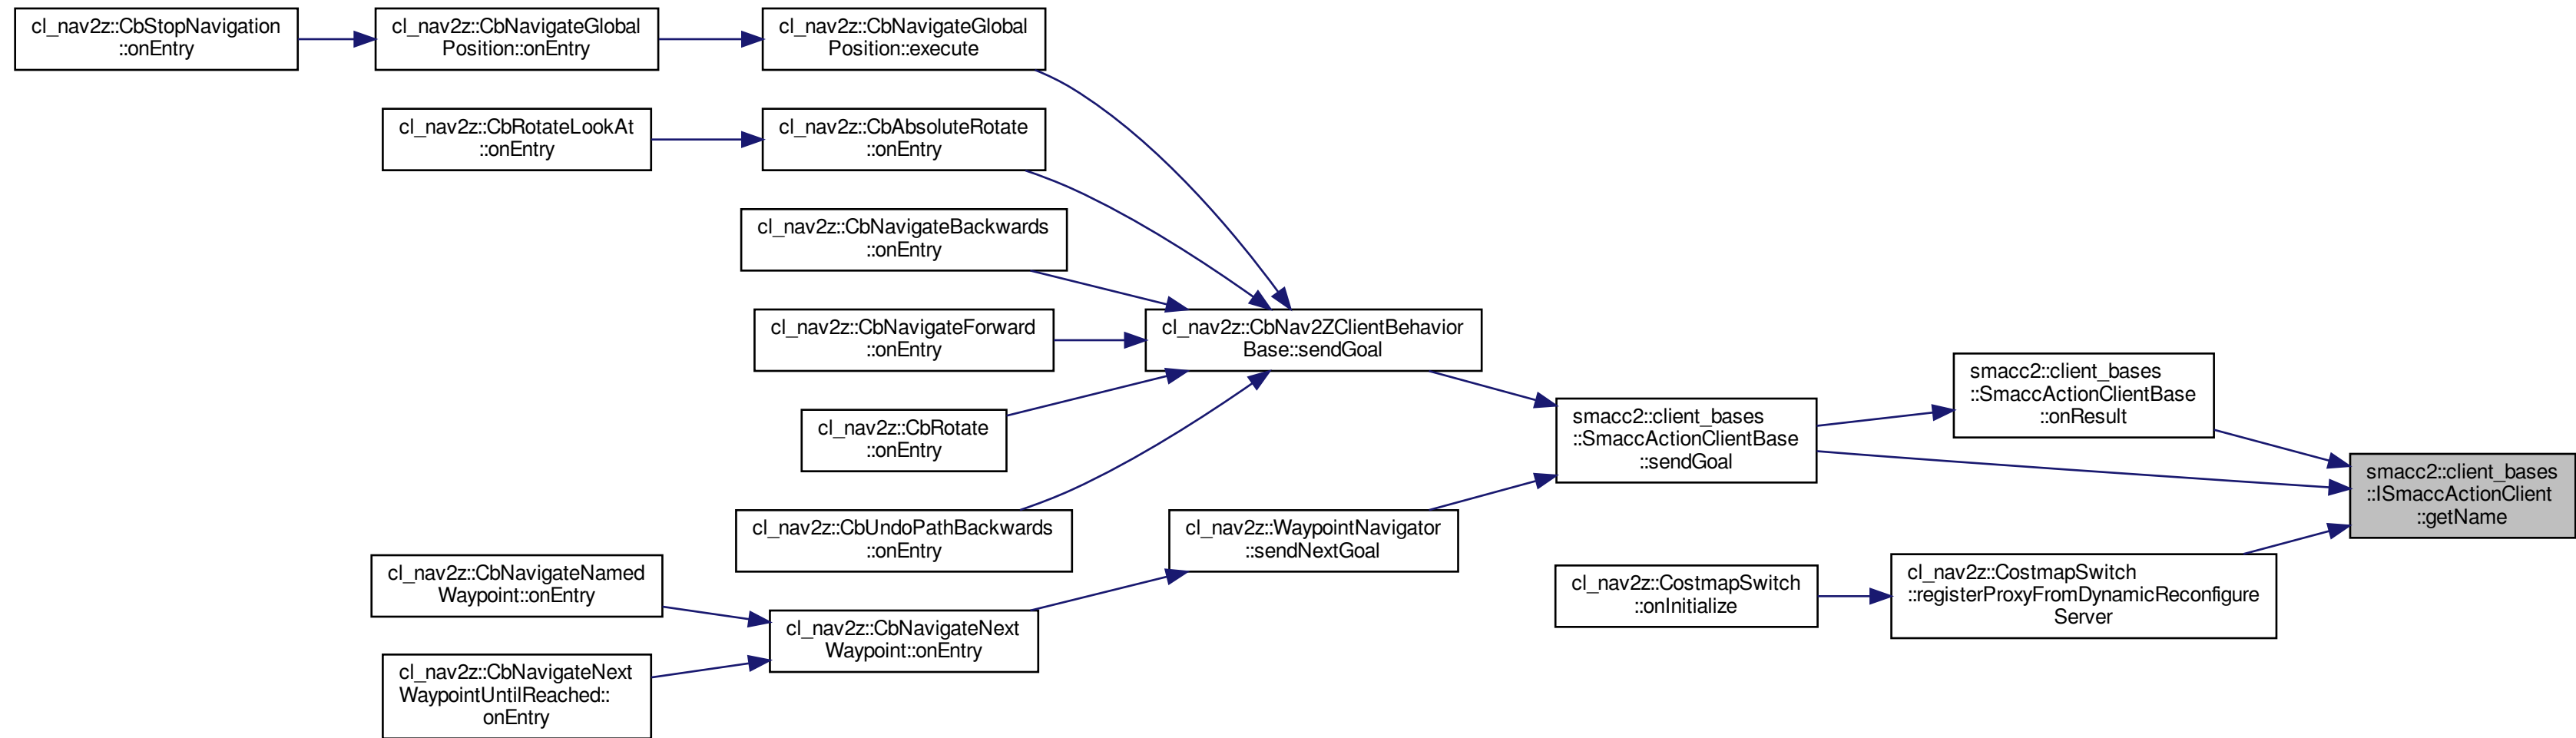 cl_nav2z::CbStopNavigation
::onEntry
cl_nav2z::CbNavigateGlobal
Position::onEntry
cl_nav2z::CbNavigateGlobal
Position::execute
cl_nav2z::CbRotateLookAt
::onEntry
cl_nav2z::CbAbsoluteRotate
::onEntry
cl_nav2z::CbNavigateBackwards
::onEntry
cl_nav2z::CbNavigateForward
::onEntry
cl_nav2z::CbNav2ZClientBehavior
Base::sendGoal
cl_nav2z::CbRotate
::onEntry
smacc2::client_bases
::SmaccActionClientBase
::sendGoal
smacc2::client_bases
::SmaccActionClientBase
::onResult
smacc2::client_bases
::ISmaccActionClient
::getName
cl_nav2z::CbUndoPathBackwards
::onEntry
cl_nav2z::WaypointNavigator
::sendNextGoal
cl_nav2z::CbNavigateNamed
Waypoint::onEntry
cl_nav2z::CbNavigateNext
Waypoint::onEntry
cl_nav2z::CostmapSwitch
::onInitialize
cl_nav2z::CostmapSwitch
::registerProxyFromDynamicReconfigure
Server
cl_nav2z::CbNavigateNext
WaypointUntilReached::
onEntry